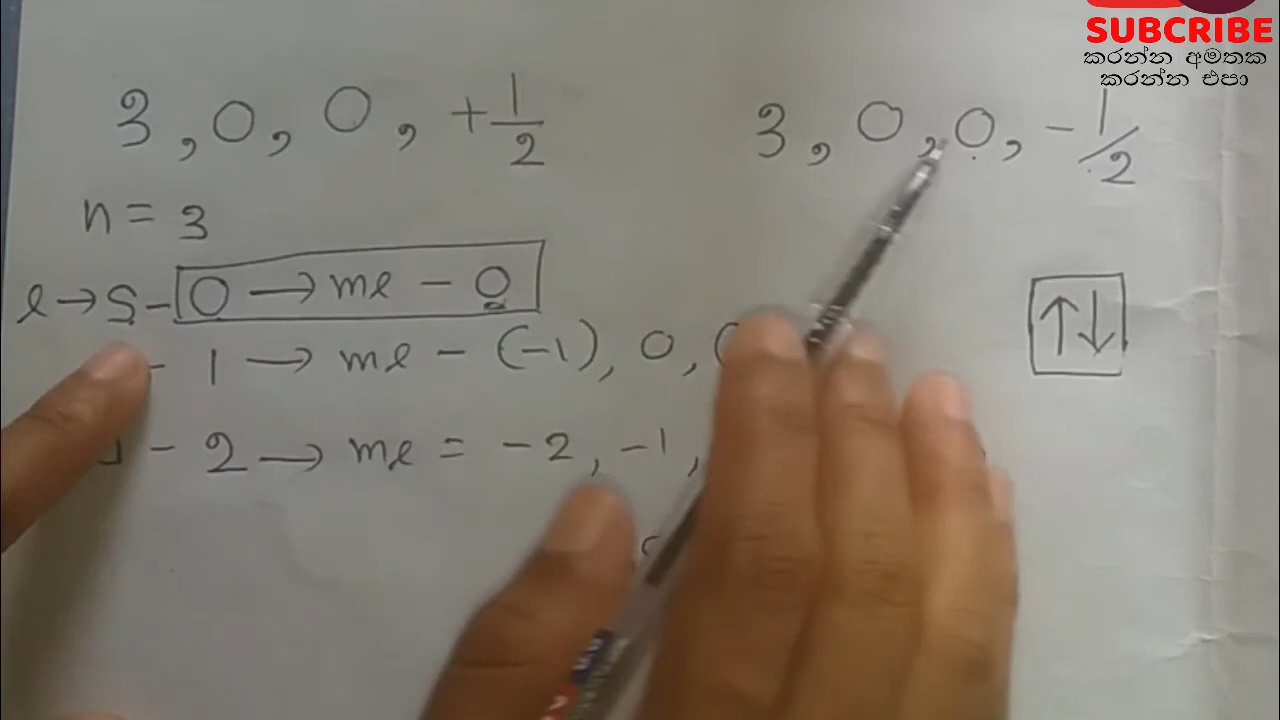 SUBCRIBE
කරන්න අමතක
කරන්න එපා
3, 0, 0, +1/2
3, 0, 0, -1/2
n = 3
l → S - 0 → ml - 0
- 1 → ml - (-1), 0, (
- 2 → ml = -2, -1,
↑↓